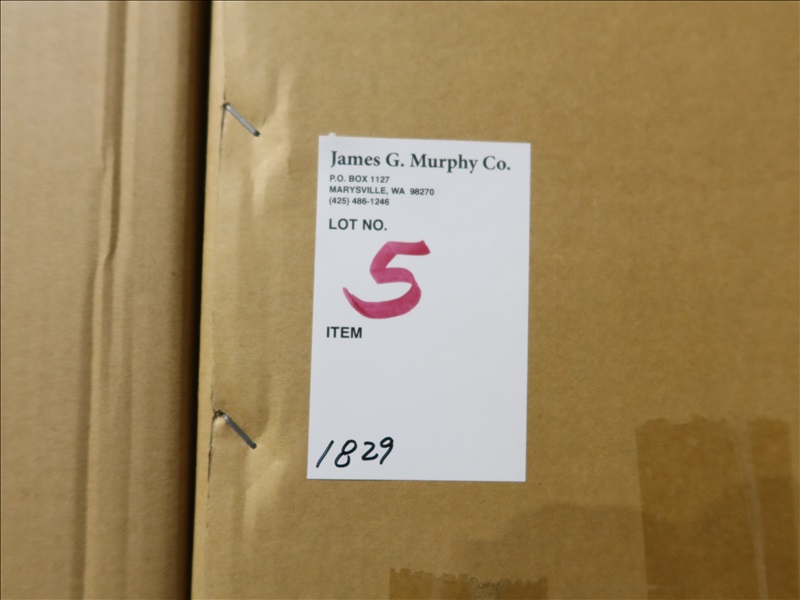 James G. Murphy Co.
P.O. BOX 1127
MARYSVILLE, WA 98270
(425) 486-1246
LOT NO.
5
ITEM
1829